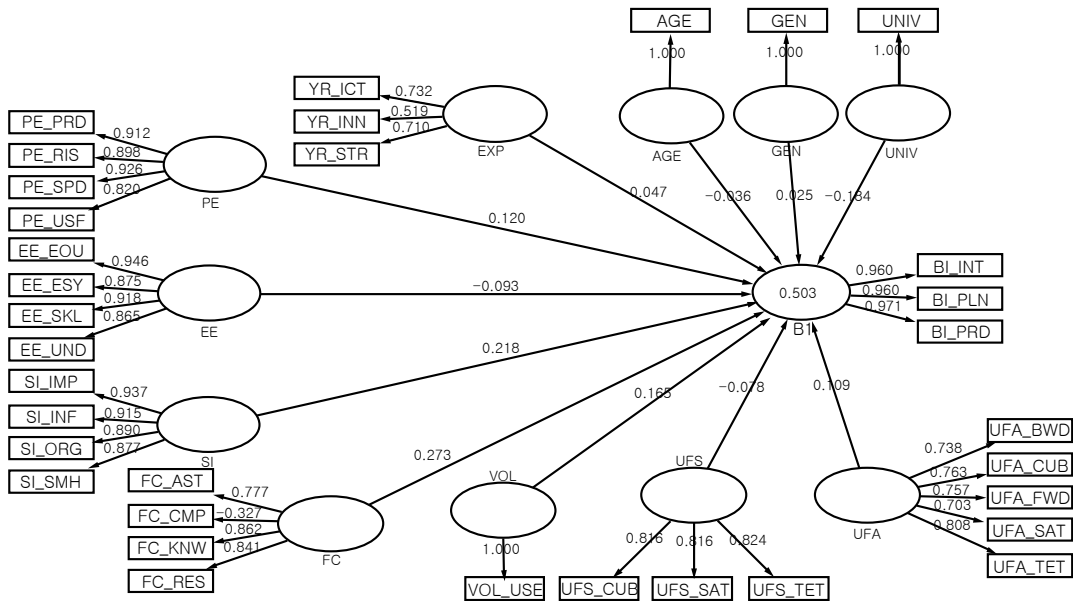 AGE
GEN
UNIV
1.000
1.000
1.000
YR_ICT
0.732
YR_INN
0.519
YR_STR
0.710
EXP
AGE
GEN
UNIV
PE_PRD
0.912
PE_RIS
0.898
PE_SPD
0.926
PE_USF
0.820
PE
0.047
-0.036
0.025
-0.184
0.120
EE_EOU
0.946
EE_ESY
0.875
EE_SKL
0.918
EE_UND
0.865
EE
-0.093
0.503
B1
0.960
BI_INT
0.960
BI_PLN
0.971
BI_PRD
SI_IMP
0.937
SI_INF
0.915
SI_ORG
0.890
SI_SMH
0.877
SI
0.218
0.165
-0.078
0.109
FC_AST
0.777
FC_CMP
-0.327
FC_KNW
0.862
FC_RES
0.841
FC
0.273
VOL
1.000
VOL_USE
UFS
0.816
0.816
0.824
UFS_CUB
UFS_SAT
UFS_TET
UFA
0.738
UFA_BWD
0.763
UFA_CUB
0.757
UFA_FWD
0.703
UFA_SAT
0.808
UFA_TET